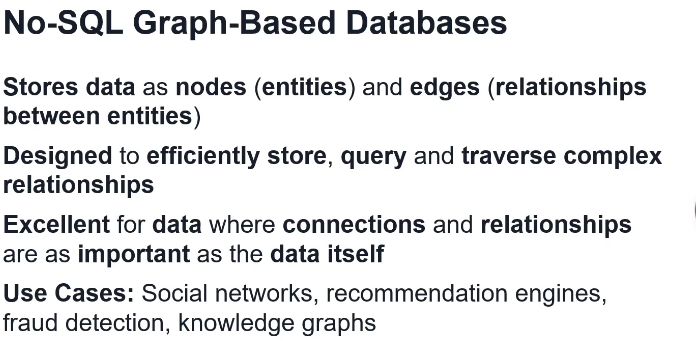 No-SQL Graph-Based Databases
Stores data as nodes (entities) and edges (relationships
between entities)
Designed to efficiently store, query and traverse complex
relationships
Excellent for data where connections and relationships
are as important as the data itself
Use Cases: Social networks, recommendation engines,
fraud detection, knowledge graphs